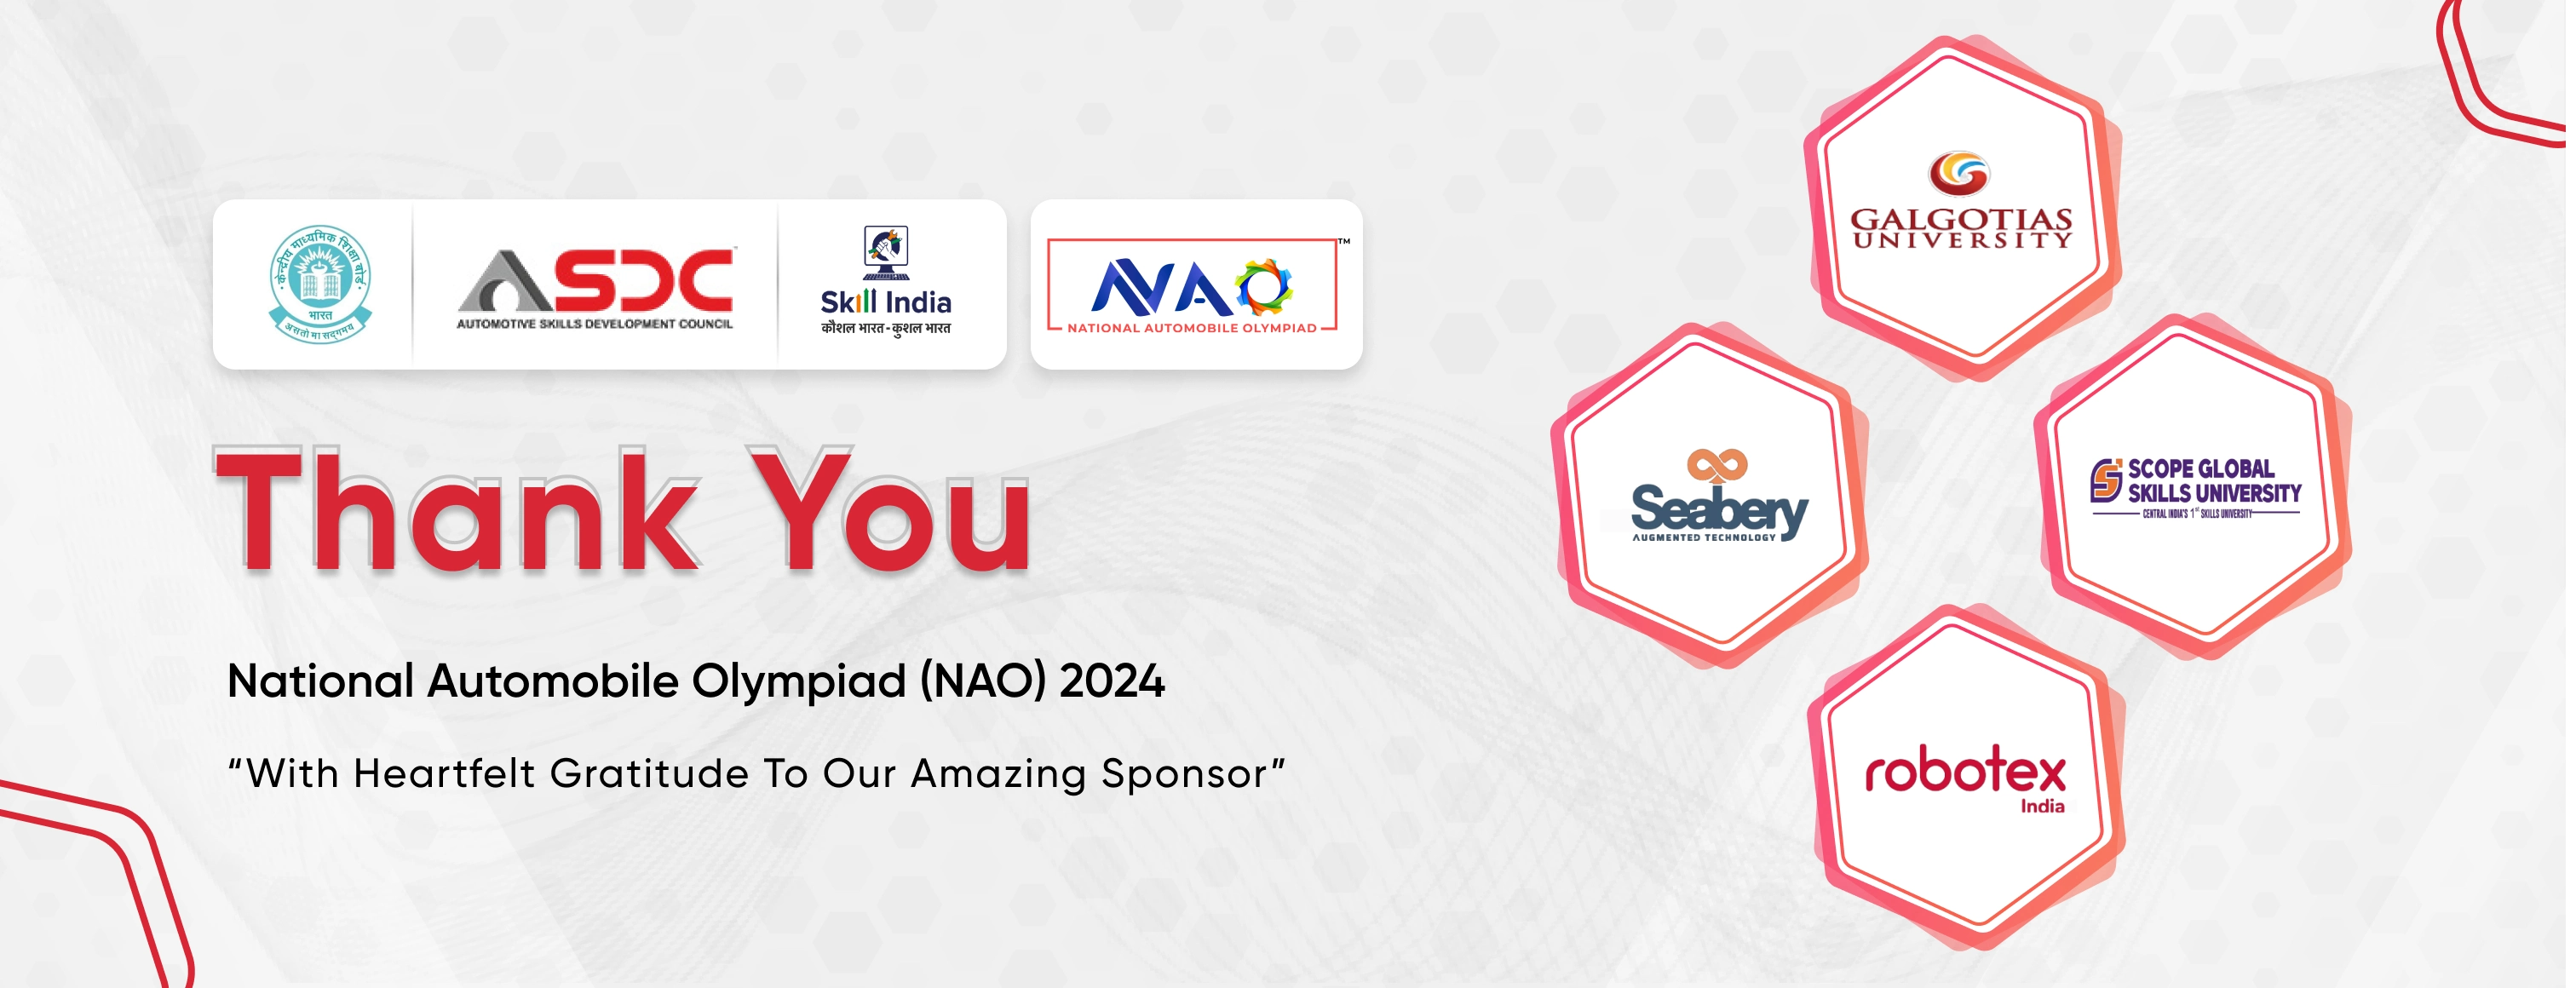 केन्द्रीय माध्यमिक शिक्षा बोर्ड
भारत
असतो मा सद्गमय
ASDC
AUTOMOTIVE SKILLS DEVELOPMENT COUNCIL
Skill India
कौशल भारत-कुशल भारत
NAO
TM
NATIONAL AUTOMOBILE OLYMPIAD
Thank You
National Automobile Olympiad (NAO) 2024
“With Heartfelt Gratitude To Our Amazing Sponsor”
GALGOTIAS
UNIVERSITY
Seabery
AUGMENTED TECHNOLOGY
SCOPE GLOBAL
SKILLS UNIVERSITY
CENTRAL INDIA'S 1st SKILLS UNIVERSITY
robotex
India